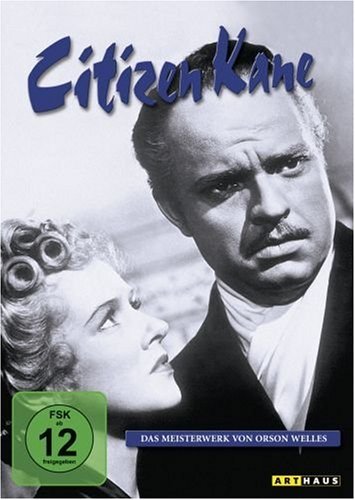 Citizen Kane
DAS MEISTERWERK VON ORSON WELLES
FSK
ab
12
freigegeben
ARTHAUS